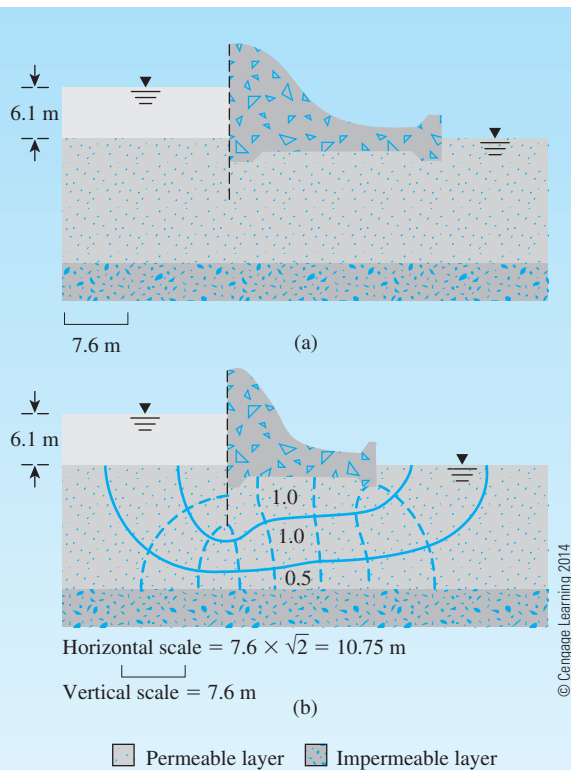 6.1 m
7.6 m
(a)
6.1 m
1.0
1.0
0.5
Horizontal scale = 7.6 × √2 = 10.75 m
Vertical scale = 7.6 m
(b)
Permeable layer
Impermeable layer
© Cengage Learning 2014